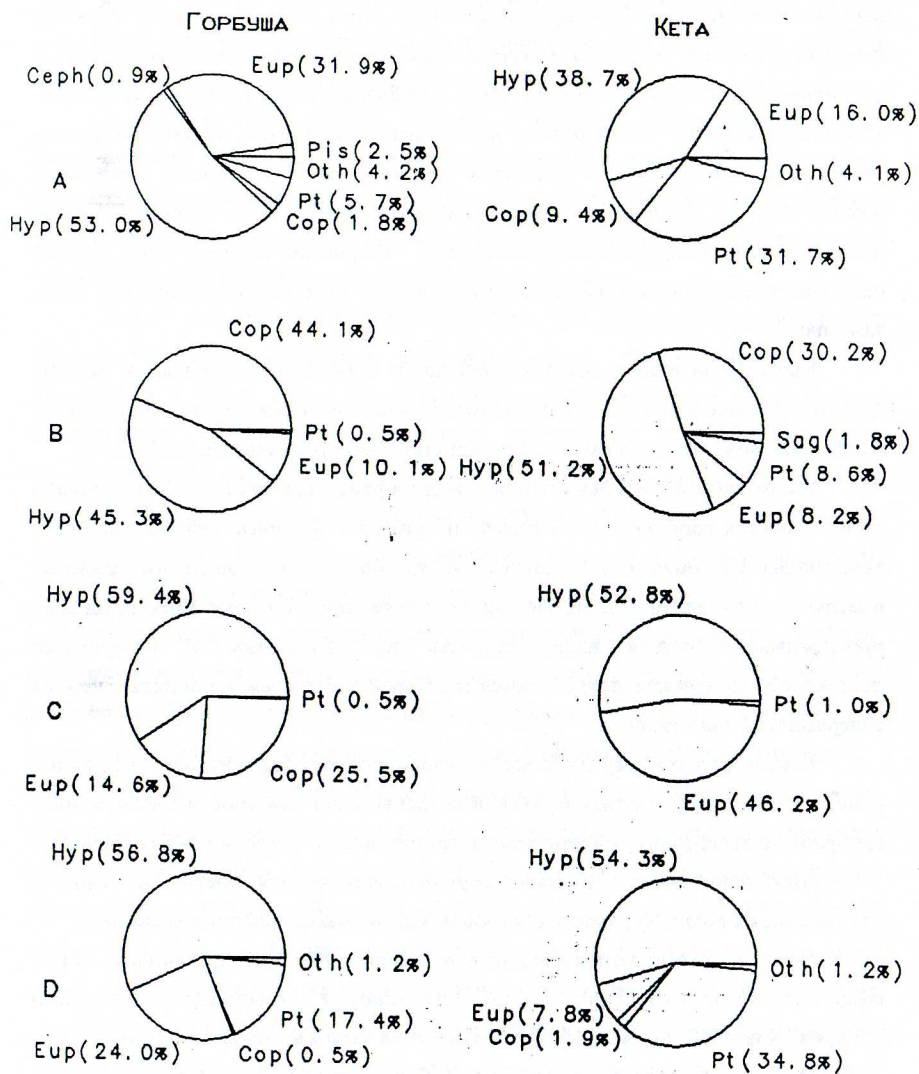 ГОРБУША
КЕТА
A
Ceph(0.9%)
Eup(31.9%)
Pis(2.5%)
Oth(4.2%)
Pt(5.7%)
Cop(1.8%)
Hyp(53.0%)
Hyp(38.7%)
Eup(16.0%)
Oth(4.1%)
Cop(9.4%)
Pt(31.7%)
B
Cop(44.1%)
Pt(0.5%)
Eup(10.1%)
Hyp(45.3%)
Cop(30.2%)
Sag(1.8%)
Hyp(51.2%)
Pt(8.6%)
Eup(8.2%)
C
Hyp(59.4%)
Pt(0.5%)
Eup(14.6%)
Cop(25.5%)
Hyp(52.8%)
Pt(1.0%)
Eup(46.2%)
D
Hyp(56.8%)
Oth(1.2%)
Pt(17.4%)
Eup(24.0%)
Cop(0.5%)
Hyp(54.3%)
Oth(1.2%)
Eup(7.8%)
Cop(1.9%)
Pt(34.8%)